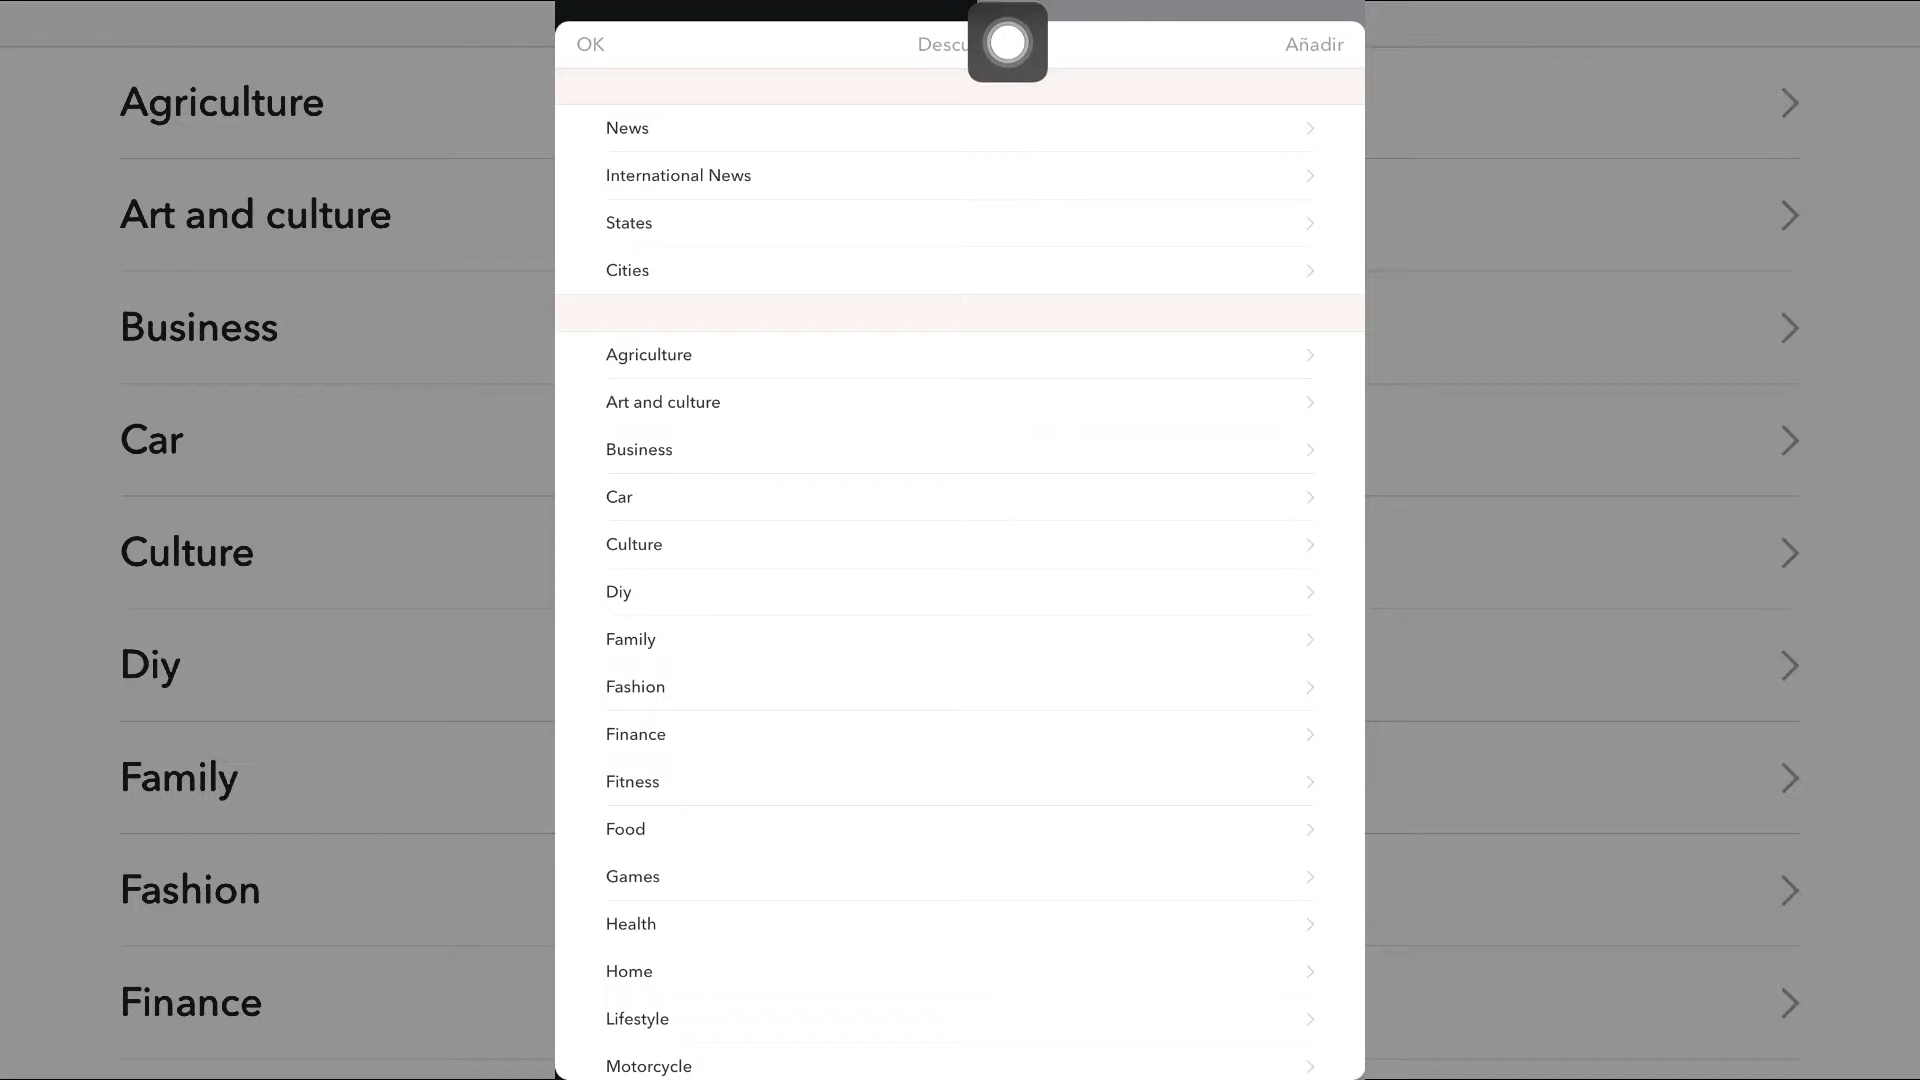 OK
Añadir
News
International News
States
Cities
Agriculture
Art and culture
Business
Car
Culture
Diy
Family
Fashion
Finance
Fitness
Food
Games
Health
Home
Lifestyle
Motorcycle
Agriculture
Art and culture
Business
Car
Culture
Diy
Family
Fashion
Finance